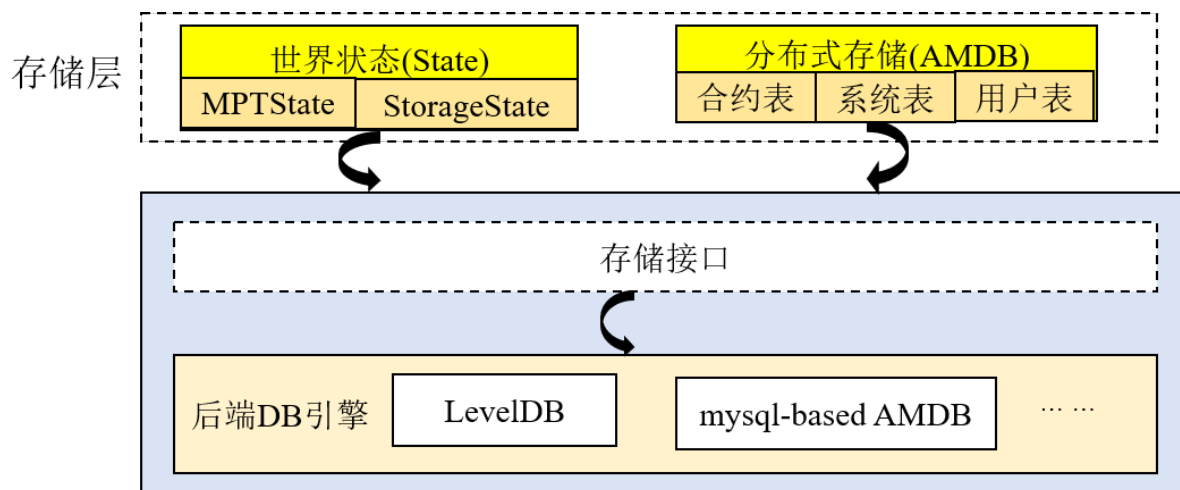 存储层
世界状态(State)
MPTState
StorageState
分布式存储(AMDB)
合约表
系统表
用户表
存储接口
后端DB引擎
LevelDB
mysql-based AMDB
... ...